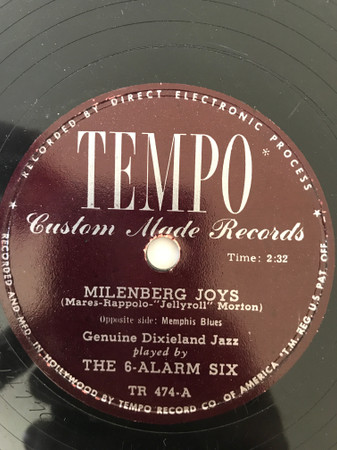 RECORDED BY DIRECT ELECTRONIC PROCESS
TEMPO*
Custom Made Records
Time: 2:32
MILENBERG JOYS
(Mares-Rappolo-"Jellyroll" Morton)
Opposite side: Memphis Blues
Genuine Dixieland Jazz
played by
THE 6-ALARM SIX
TR 474-A
RECORDED AND MFD. IN HOLLYWOOD BY TEMPO RECORD CO. OF AMERICA *T.M. REG. U.S. PAT. OFF.